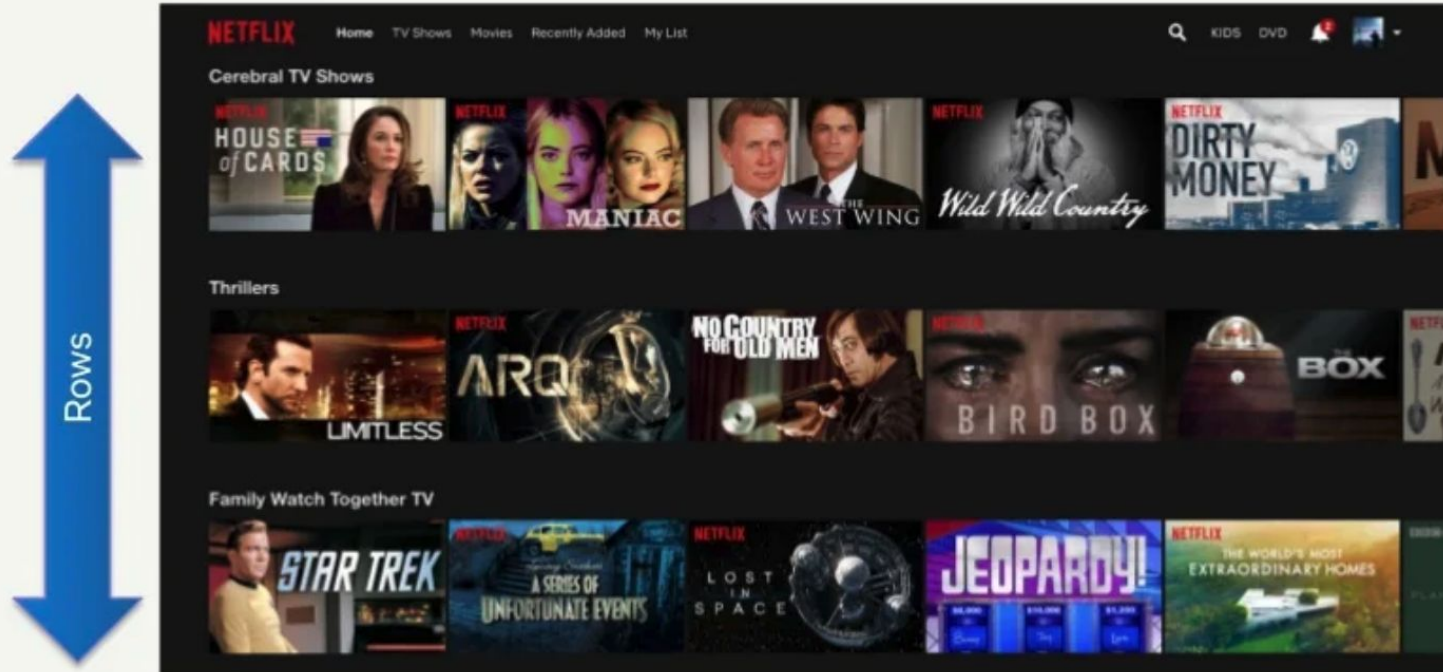 NETFLIX Home TV Shows Movies Recently Added My List KIDS DVD 2
Cerebral TV Shows
NETFLIX
HOUSE
of CARDS
NETFLIX
MANIAC
THE
WEST WING
NETFLIX
Wild Wild Country
NETFLIX
DIRTY
MONEY
Rows
Thrillers
LIMITLESS
NETFLIX
ARQ
NO COUNTRY
FOR OLD MEN
NETFLIX
BIRD BOX
THE
BOX
Family Watch Together TV
STAR TREK
NETFLIX
A SERIES OF
UNFORTUNATE EVENTS
NETFLIX
LOST
IN
SPACE
JEOPARDY!
$10,000
NETFLIX
THE WORLD'S MOST
EXTRAORDINARY HOMES